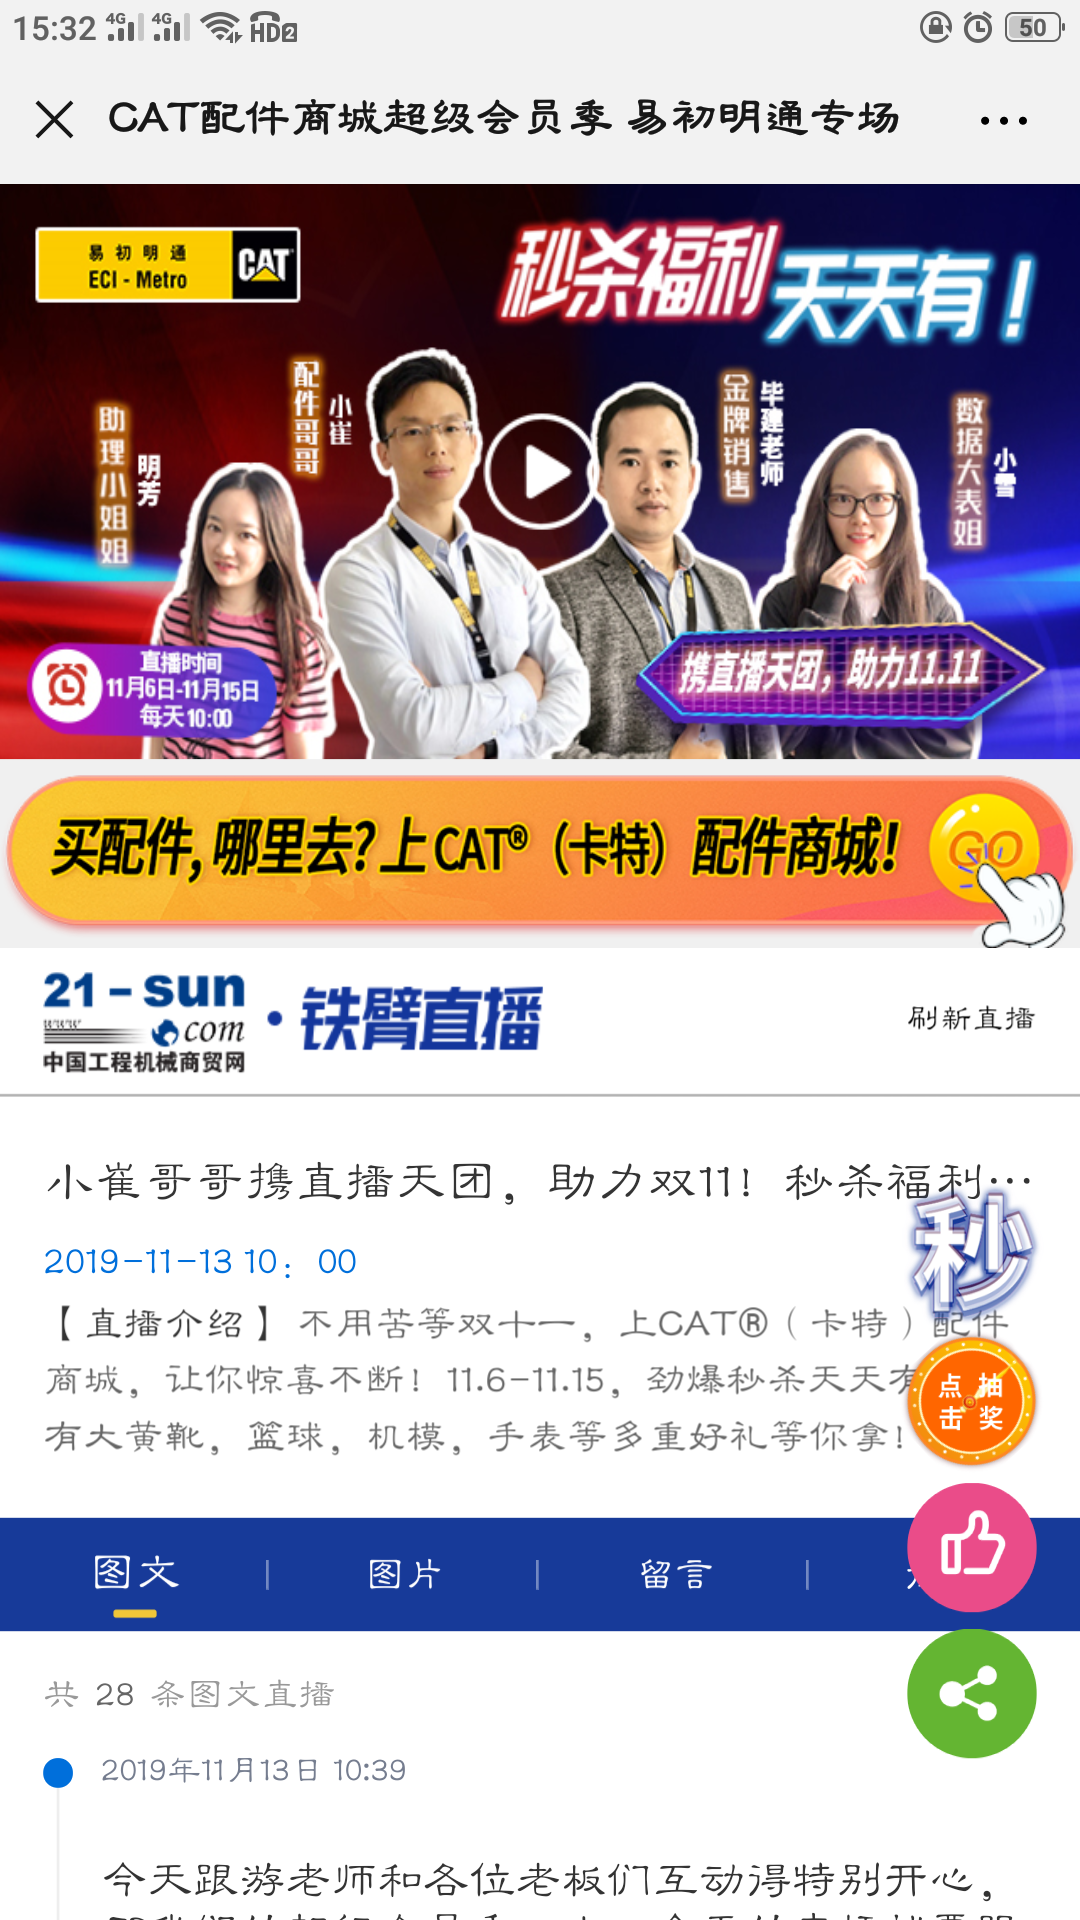 15:32 4G 4G HD2 50
CAT配件商城超级会员季 易初明通专场
易初明通
ECI - Metro
CAT
秒杀福利天天有！
助理小姐姐
明芳
配件哥哥
小崔
金牌销售
毕建老师
数据大表姐
小雪
直播时间
11月6日-11月15日
每天10:00
携直播天团，助力11.11
买配件,哪里去?上CAT®（卡特）配件商城!
GO
21-sun
.com
中国工程机械商贸网
·铁臂直播
刷新直播
小崔哥哥携直播天团，助力双11！秒杀福利…
秒
2019-11-13 10：00
【直播介绍】不用苦等双十一，上CAT®（卡特）配件
商城，让你惊喜不断！11.6-11.15，劲爆秒杀天天有
有大黄靴，篮球，机模，手表等多重好礼等你拿！
点击
抽奖
图文
图片
留言
共 28 条图文直播
2019年11月13日 10:39
今天跟游老师和各位老板们互动得特别开心，